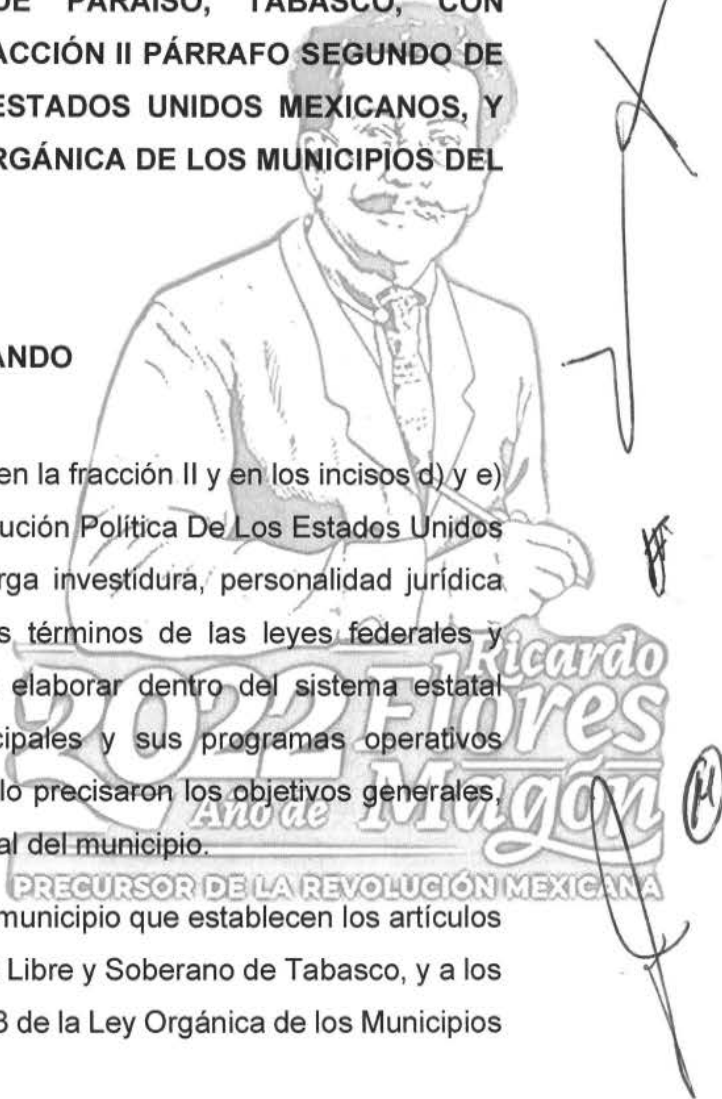 DE PARAÍSO, TABASCO, CON
ACCIÓN II PÁRRAFO SEGUNDO DE
ESTADOS UNIDOS MEXICANOS, Y
RGÁNICA DE LOS MUNICIPIOS DEL
ANDO
en la fracción II y en los incisos d) y e)
ución Política De Los Estados Unidos
rga investidura, personalidad jurídica
s términos de las leyes federales y
elaborar dentro del sistema estatal
cipales y sus programas operativos
lo precisaron los objetivos generales,
al del municipio.
municipio que establecen los artículos
Libre y Soberano de Tabasco, y a los
3 de la Ley Orgánica de los Municipios
2022 Ricardo
Flores
Año de Magón
PRECURSOR DE LA REVOLUCIÓN MEXICANA